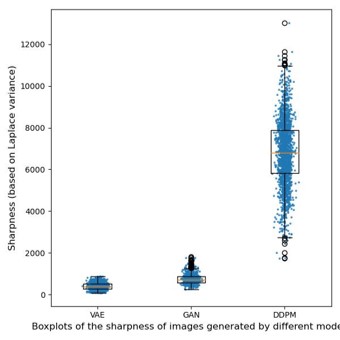 Sharpness (based on Laplace variance)
12000
10000
8000
6000
4000
2000
0
VAE GAN DDPM
Boxplots of the sharpness of images generated by different